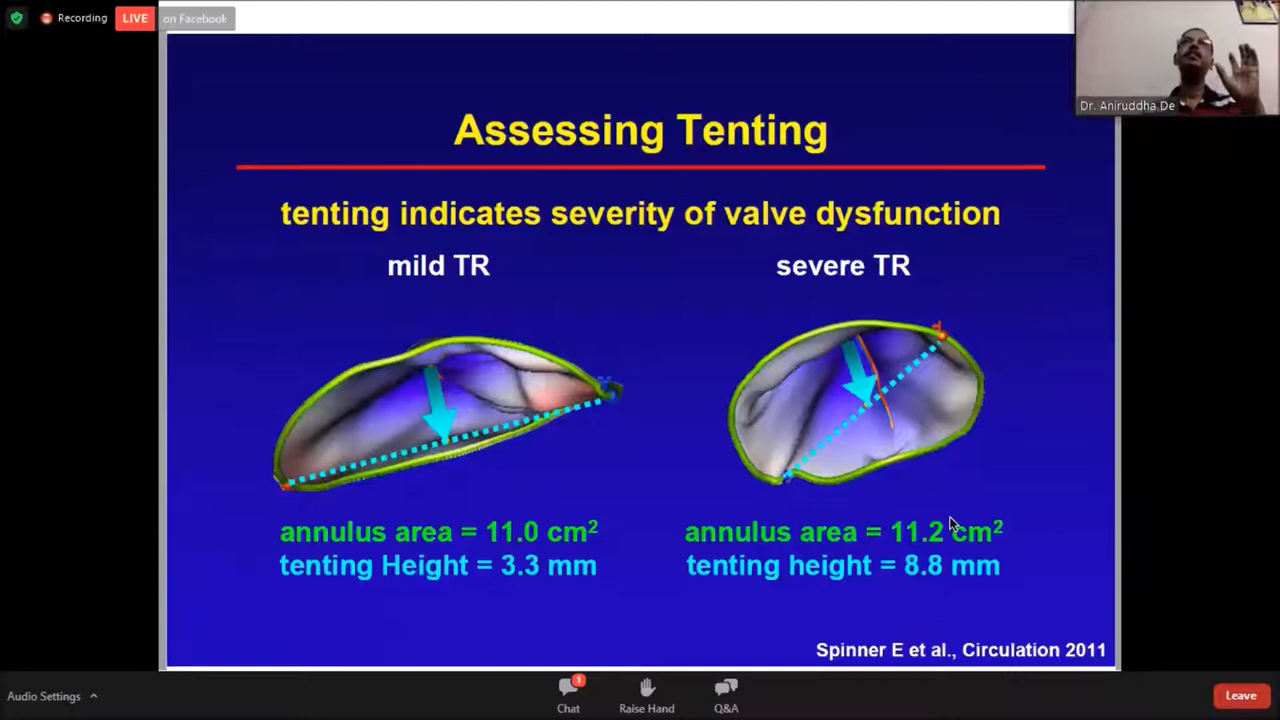 Recording
LIVE
on Facebook
Dr. Aniruddha De
Assessing Tenting
tenting indicates severity of valve dysfunction
mild TR
severe TR
annulus area = 11.0 cm²
tenting Height = 3.3 mm
annulus area = 11.2 cm²
tenting height = 8.8 mm
Spinner E et al., Circulation 2011
Audio Settings
1
Chat
Raise Hand
Q&A
Leave